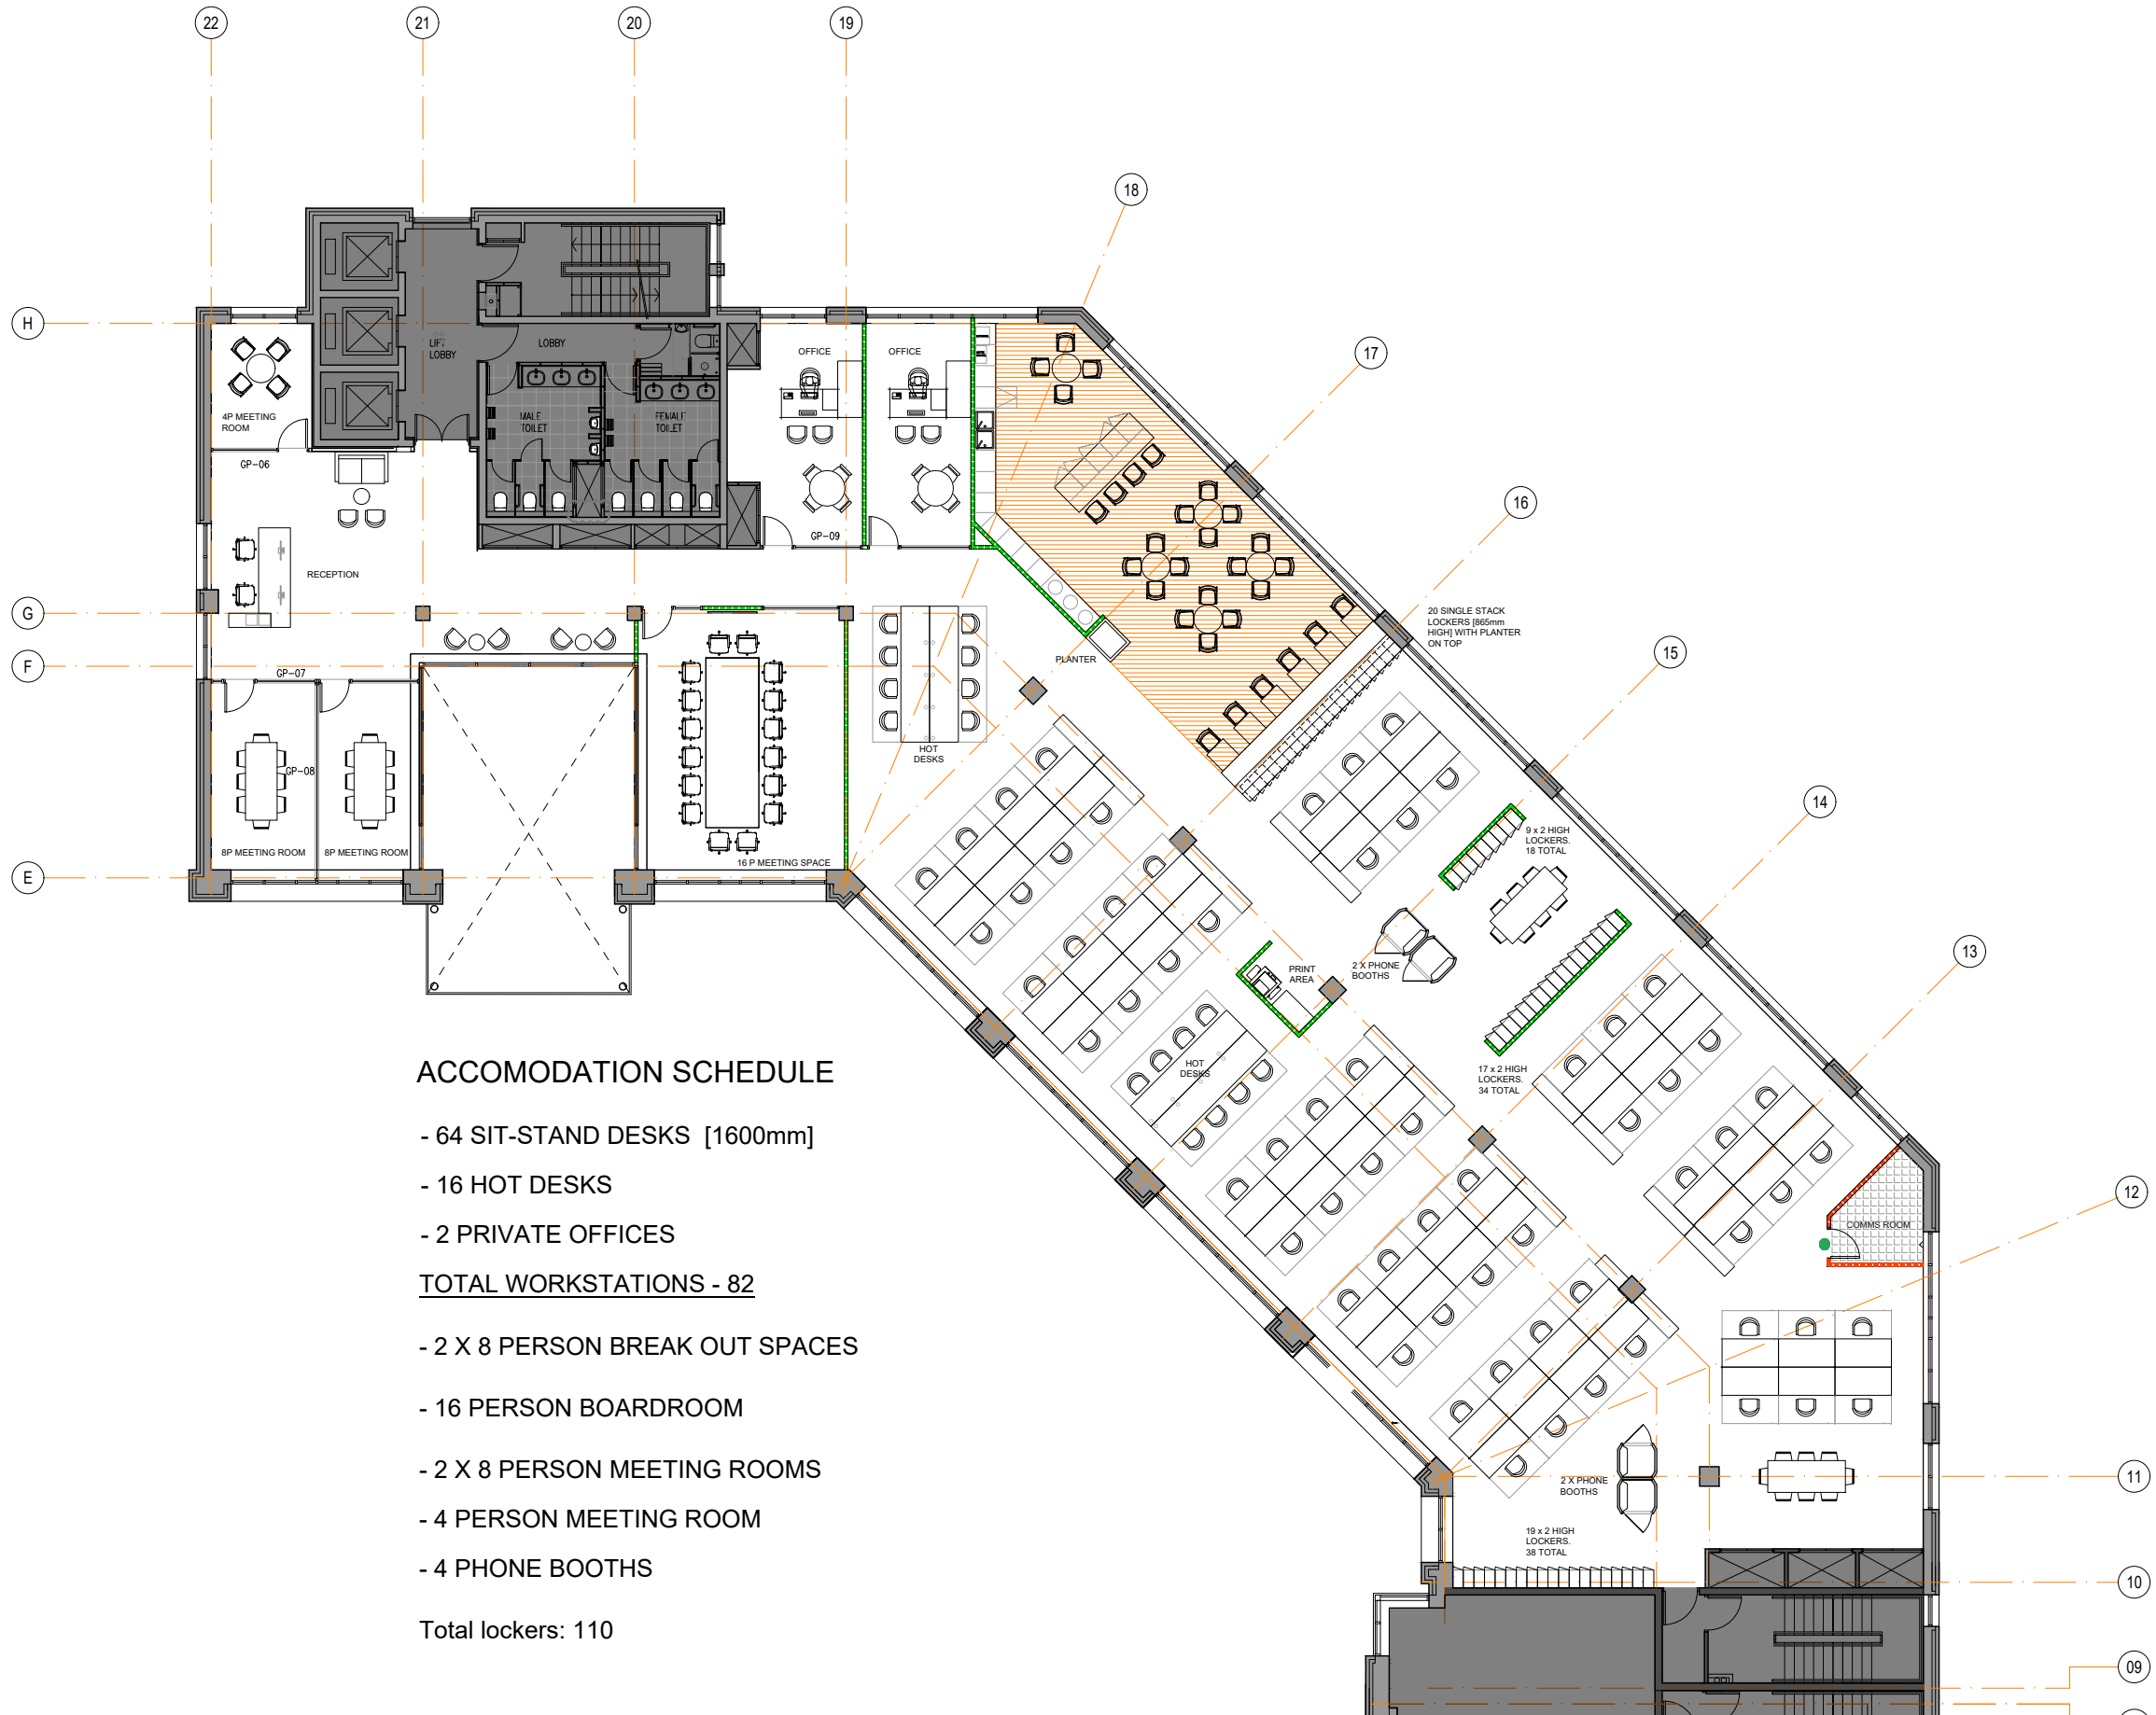 22
21
20
19
18
17
16
15
14
13
12
11
10
09
H
G
F
E
LIFT
LOBBY
LOBBY
MALE
TOILET
FEMALE
TOILET
OFFICE
OFFICE
4P MEETING
ROOM
GP-06
GP-09
RECEPTION
GP-07
GP-08
8P MEETING ROOM
8P MEETING ROOM
16 P MEETING SPACE
HOT
DESKS
PLANTER
20 SINGLE STACK
LOCKERS [865mm
HIGH] WITH PLANTER
ON TOP
9 x 2 HIGH
LOCKERS.
18 TOTAL
2 X PHONE
BOOTHS
PRINT
AREA
HOT
DESKS
17 x 2 HIGH
LOCKERS.
34 TOTAL
COMMS ROOM
2 X PHONE
BOOTHS
19 x 2 HIGH
LOCKERS.
38 TOTAL
ACCOMODATION SCHEDULE
- 64 SIT-STAND DESKS [1600mm]
- 16 HOT DESKS
- 2 PRIVATE OFFICES
TOTAL WORKSTATIONS - 82
- 2 X 8 PERSON BREAK OUT SPACES
- 16 PERSON BOARDROOM
- 2 X 8 PERSON MEETING ROOMS
- 4 PERSON MEETING ROOM
- 4 PHONE BOOTHS
Total lockers: 110